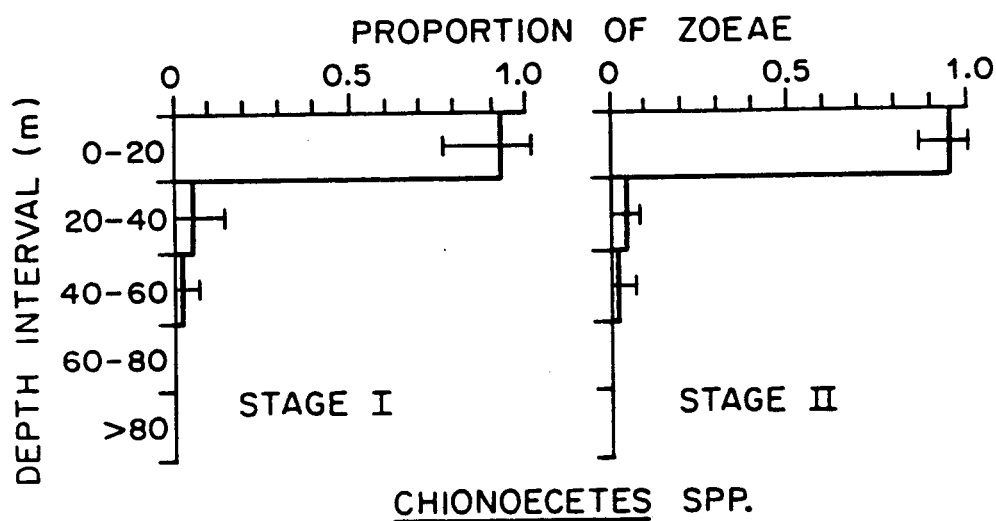 PROPORTION OF ZOEAE
0 0.5 1.0
0 0.5 1.0
DEPTH INTERVAL (m)
0-20
20-40
40-60
60-80
>80
STAGE I
STAGE II
CHIONOECETES SPP.